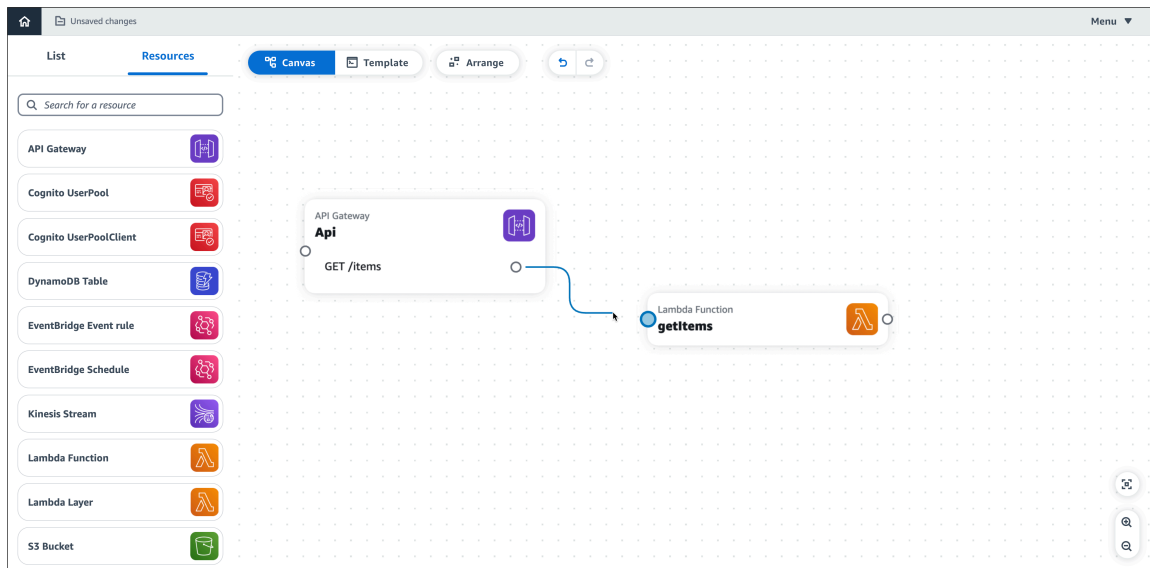 Unsaved changes
Menu ▼
List
Resources
Canvas
Template
Arrange
Search for a resource
API Gateway
Cognito UserPool
Cognito UserPoolClient
DynamoDB Table
EventBridge Event rule
EventBridge Schedule
Kinesis Stream
Lambda Function
Lambda Layer
S3 Bucket
API Gateway
Api
GET /items
Lambda Function
getItems